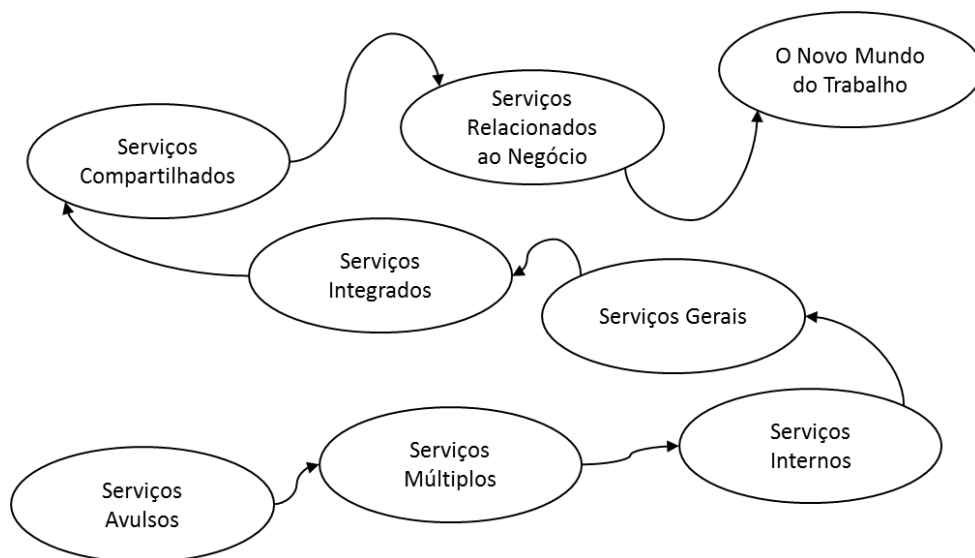 O Novo Mundo
do Trabalho
Serviços
Relacionados
ao Negócio
Serviços
Compartilhados
Serviços
Integrados
Serviços Gerais
Serviços
Múltiplos
Serviços
Internos
Serviços
Avulsos